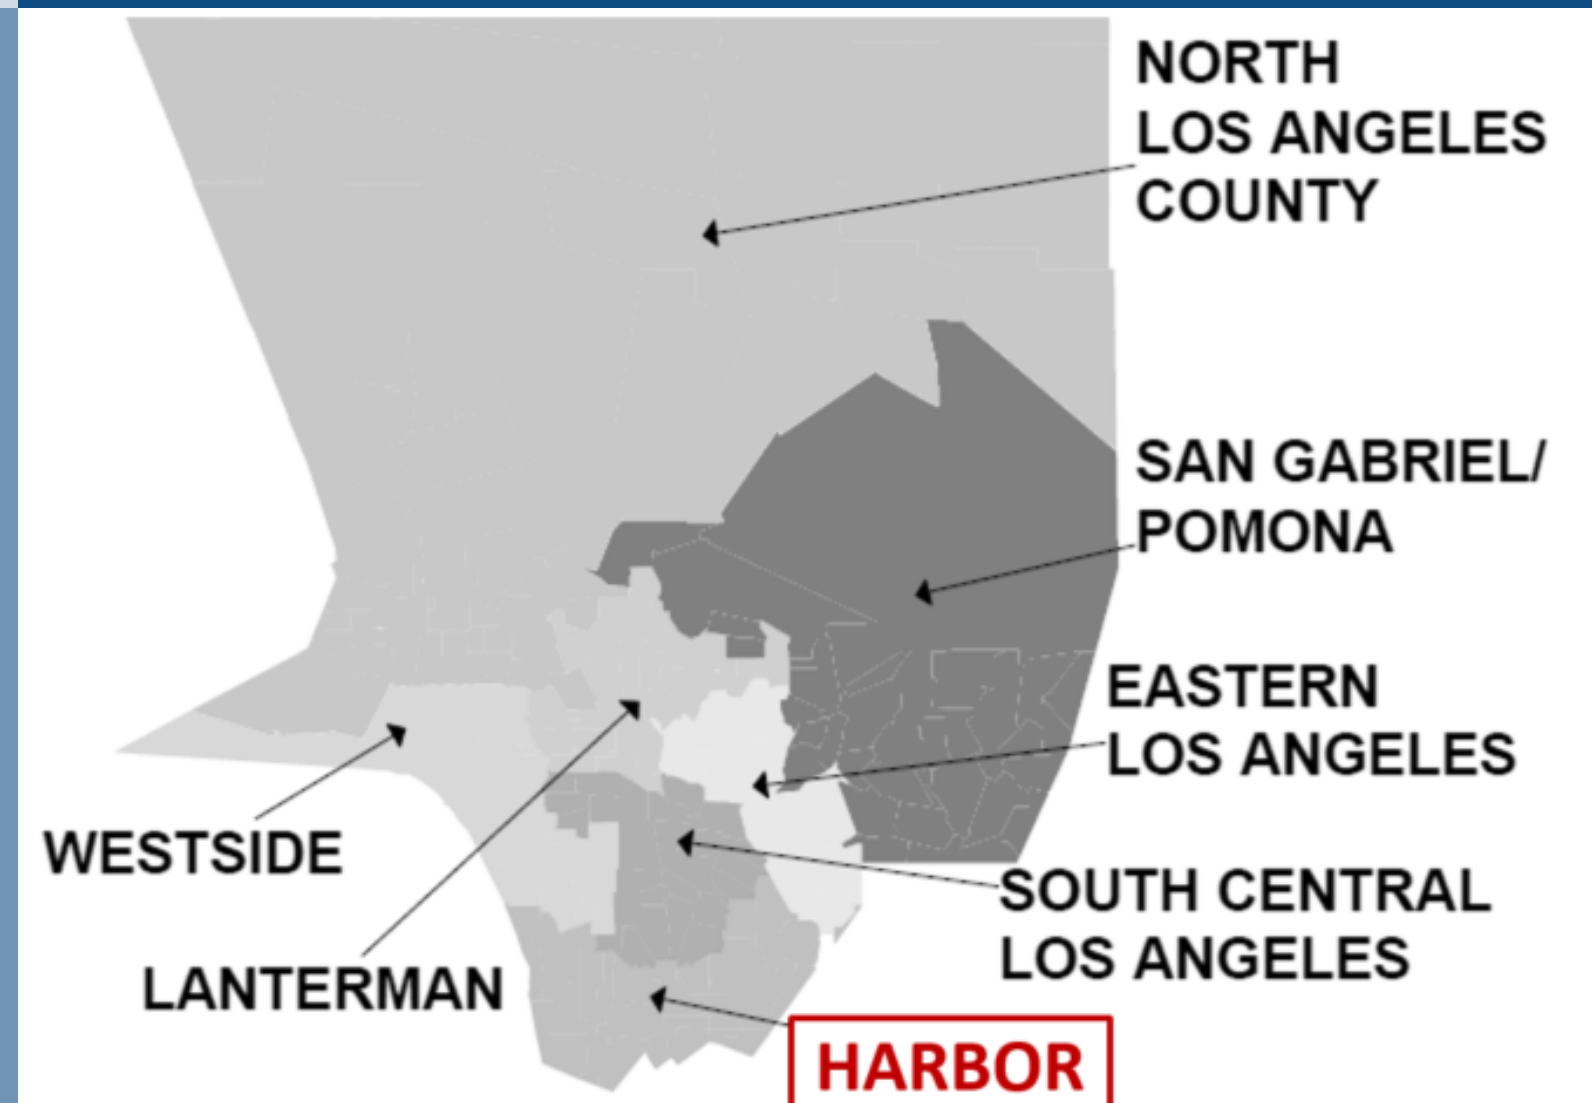 NORTH
LOS ANGELES
COUNTY
SAN GABRIEL/
POMONA
EASTERN
LOS ANGELES
WESTSIDE
SOUTH CENTRAL
LOS ANGELES
LANTERMAN
HARBOR